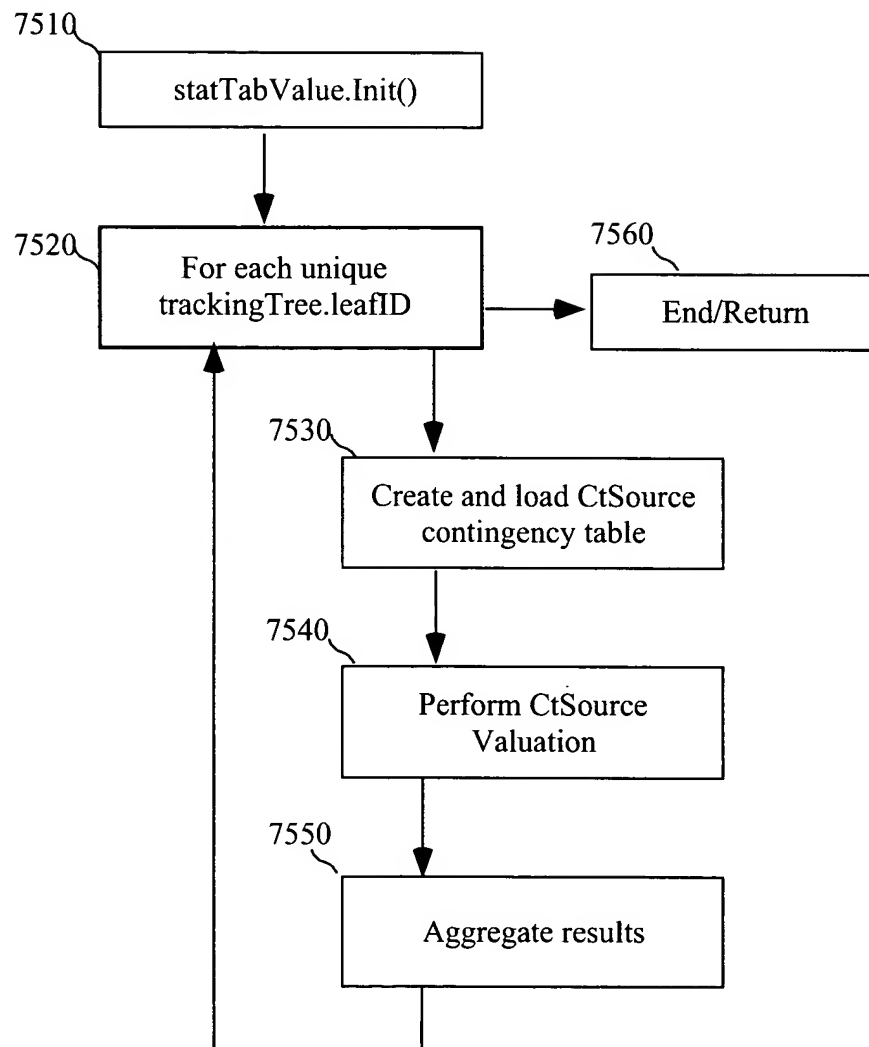 7510
statTabValue.Init()
7520
For each unique
trackingTree.leafID
7560
End/Return
7530
Create and load CtSource
contingency table
7540
Perform CtSource
Valuation
7550
Aggregate results